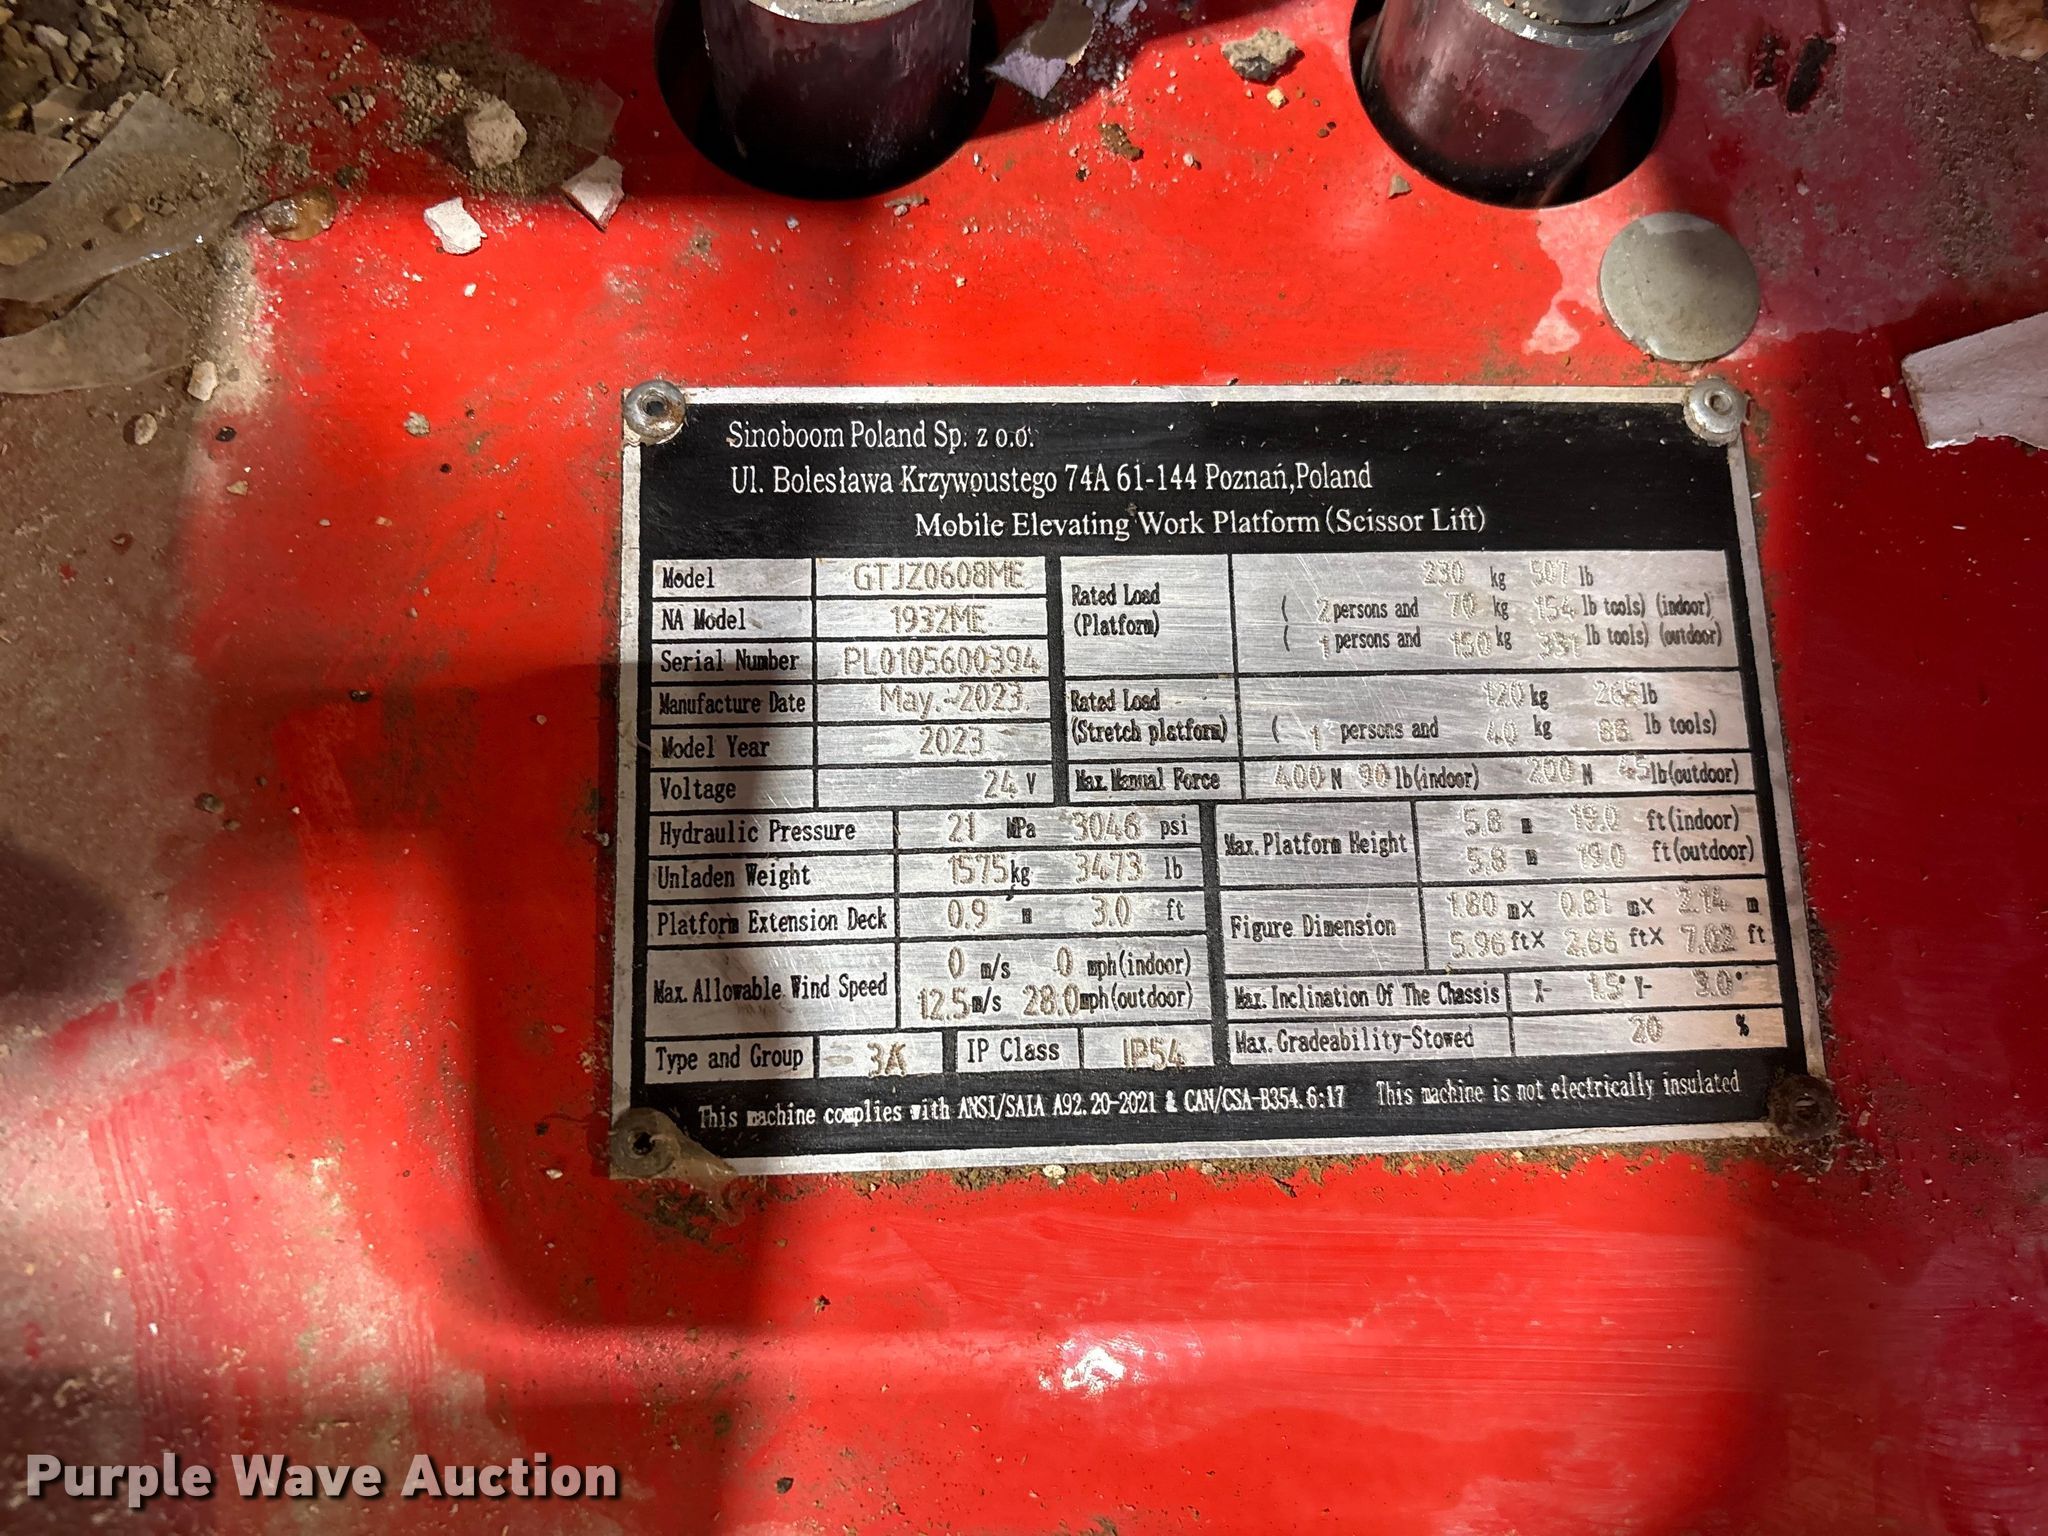 Sinoboom Poland Sp. z o.o.
Ul. Bolesława Krzywoustego 74A 61-144 Poznań,Poland
Mobile Elevating Work Platform (Scissor Lift)
Model GTJZ0608ME
NA Model 1932ME
Serial Number PL0105600394
Manufacture Date May.-2023.
Model Year 2023
Voltage 24 V
Rated Load (Platform) 230 kg 507 lb
( 2 persons and 70 kg 154 lb tools) (indoor)
( 1 persons and 150 kg 331 lb tools) (outdoor)
Rated Load (Stretch platform) 120 kg 265 lb
( 1 persons and 40 kg 88 lb tools)
Max. Manual Force 400 N 90 lb(indoor) 200 N 45 lb(outdoor)
Hydraulic Pressure 21 MPa 3046 psi
Unladen Weight 1575 kg 3473 lb
Platform Extension Deck 0.9 m 3.0 ft
Max. Allowable Wind Speed 0 m/s 0 mph(indoor)
12.5 m/s 28.0 mph(outdoor)
Type and Group 3A IP Class IP54
Max. Platform Height 5.8 m 19.0 ft(indoor)
5.8 m 19.0 ft(outdoor)
Figure Dimension 1.80 mX 0.81 mX 2.14 m
5.96 ftX 2.66 ftX 7.02 ft
Max. Inclination Of The Chassis X- 1.5° Y- 3.0°
Max. Gradeability-Stowed 20 %
This machine complies with ANSI/SAIA A92.20-2021 & CAN/CSA-B354.6:17 This machine is not electrically insulated
Purple Wave Auction